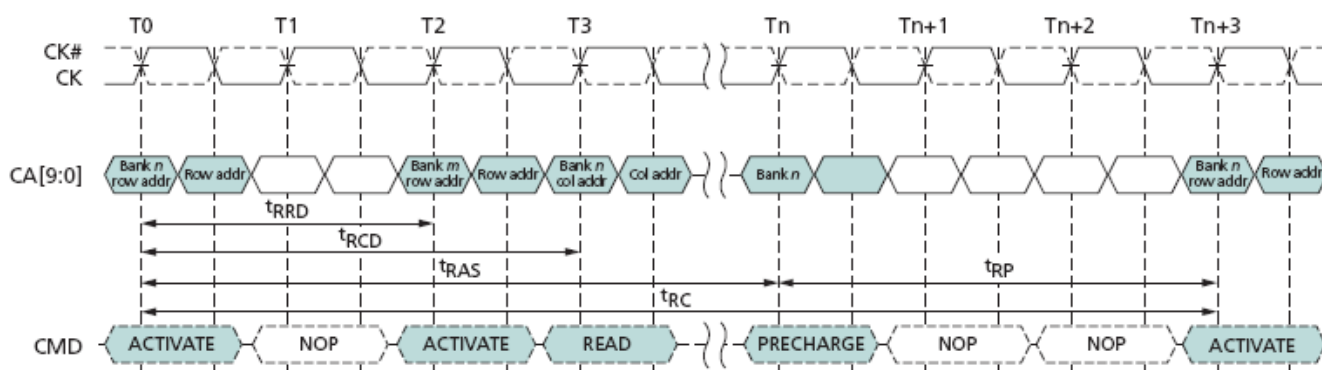 T0 T1 T2 T3 Tn Tn+1 Tn+2 Tn+3
CK#
CK
CA[9:0]
Bank n row addr
Row addr
Bank m row addr
Row addr
Bank n col addr
Col addr
Bank n
Bank n row addr
Row addr
tRRD
tRCD
tRAS tRP
tRC
CMD ACTIVATE NOP ACTIVATE READ PRECHARGE NOP NOP ACTIVATE